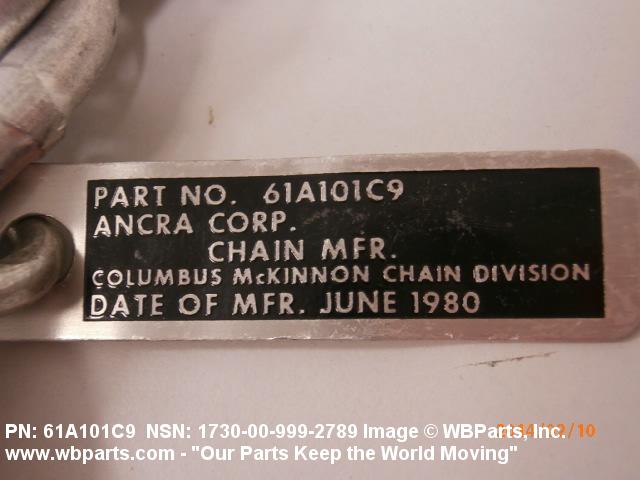 PART NO. 61A101C9
ANCRA CORP.
CHAIN MFR.
COLUMBUS McKINNON CHAIN DIVISION
DATE OF MFR. JUNE 1980
PN: 61A101C9 NSN: 1730-00-999-2789 Image © WBParts, Inc.
www.wbparts.com - "Our Parts Keep the World Moving"